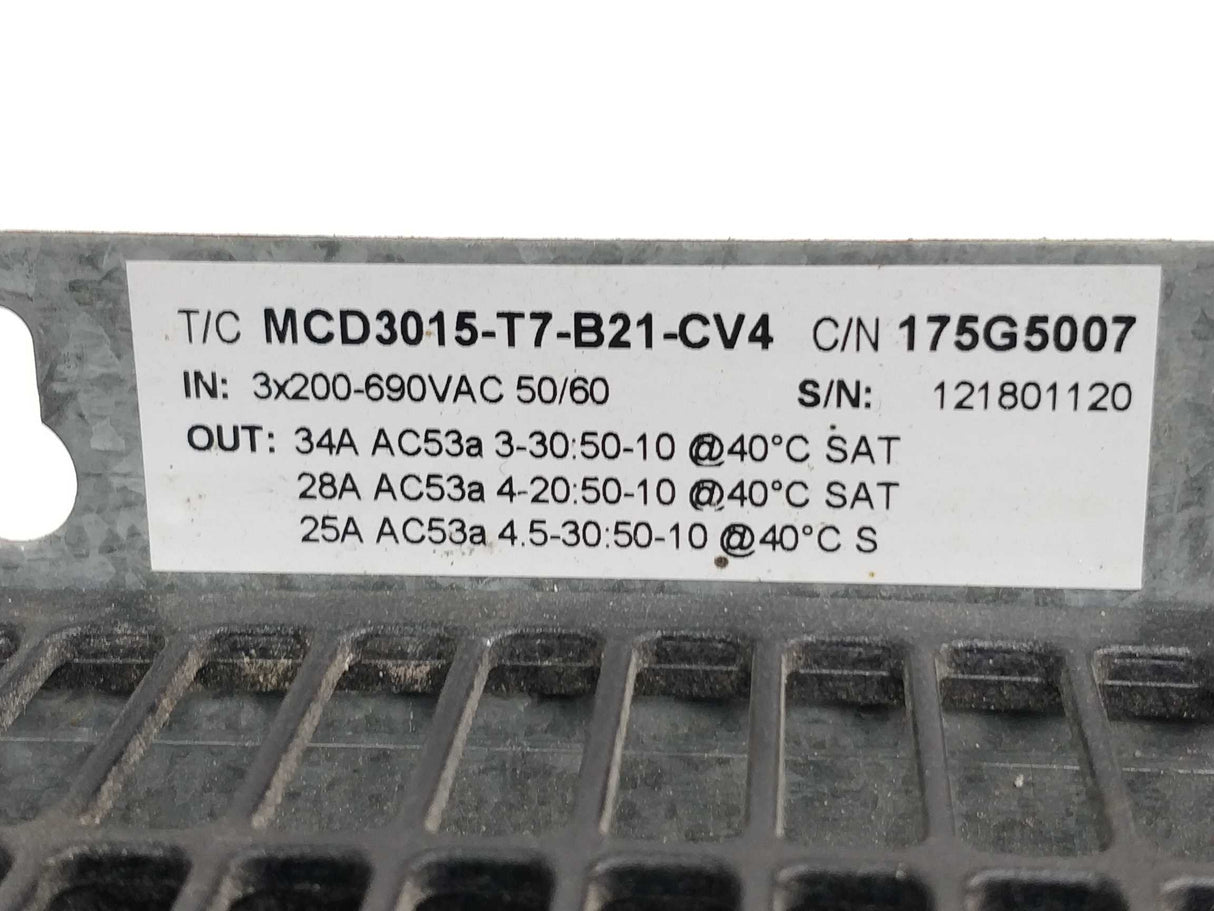 T/C MCD3015-T7-B21-CV4 C/N 175G5007
IN: 3x200-690VAC 50/60 S/N: 121801120
OUT: 34A AC53a 3-30:50-10 @40°C SAT
28A AC53a 4-20:50-10 @40°C SAT
25A AC53a 4.5-30:50-10 @40°C S